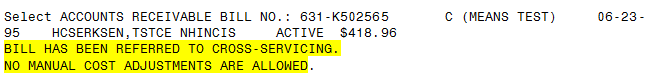 Select ACCOUNTS RECEIVABLE BILL NO.: 631-K502565 C (MEANS TEST) 06-23-
95 HCSERKSEN,TSTCE NHINCIS ACTIVE $418.96
BILL HAS BEEN REFERRED TO CROSS-SERVICING.
NO MANUAL COST ADJUSTMENTS ARE ALLOWED.